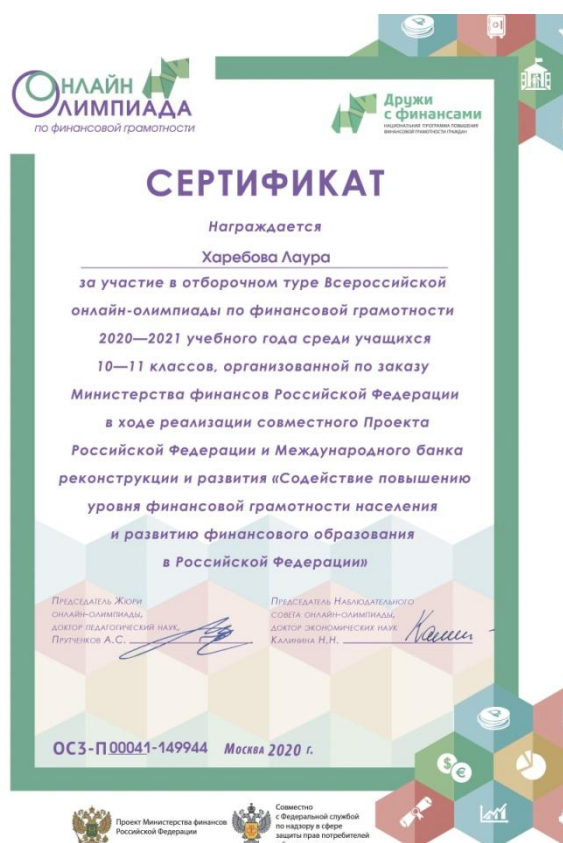 ОНЛАЙН
ОЛИМПИАДА
по финансовой грамотности
Дружи
с финансами
НАЦИОНАЛЬНАЯ ПРОГРАММА ПОВЫШЕНИЯ
ФИНАНСОВОЙ ГРАМОТНОСТИ ГРАЖДАН
СЕРТИФИКАТ
Награждается
Харебова Лаура
за участие в отборочном туре Всероссийской
онлайн-олимпиады по финансовой грамотности
2020—2021 учебного года среди учащихся
10—11 классов, организованной по заказу
Министерства финансов Российской Федерации
в ходе реализации совместного Проекта
Российской Федерации и Международного банка
реконструкции и развития «Содействие повышению
уровня финансовой грамотности населения
и развитию финансового образования
в Российской Федерации»
Председатель Жюри
онлайн-олимпиады,
доктор педагогический наук,
Прутченков А.С.
Председатель Наблюдательного
совета онлайн-олимпиады,
доктор экономических наук
Калинина Н.Н.
ОС3-П 00041-149944 Москва 2020 г.
Проект Министерства финансов
Российской Федерации
Совместно
с Федеральной службой
по надзору в сфере
защиты прав потребителей